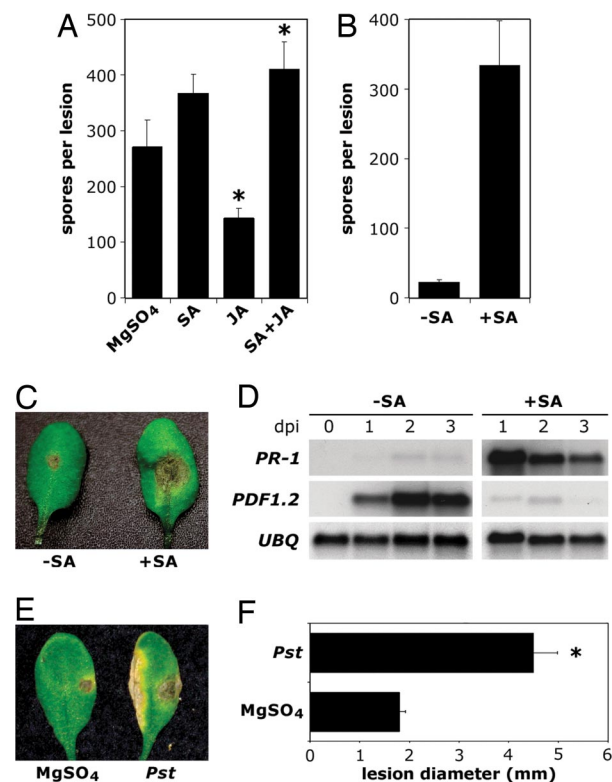 A
500
400
300
200
100
0
spores per lesion
*
*
MgSO4
SA
JA
SA+JA
B
400
300
200
100
0
spores per lesion
-SA
+SA
C
-SA
+SA
D
-SA
+SA
dpi 0 1 2 3 1 2 3
PR-1
PDF1.2
UBQ
E
MgSO4
Pst
F
Pst
*
MgSO4
0 1 2 3 4 5 6
lesion diameter (mm)